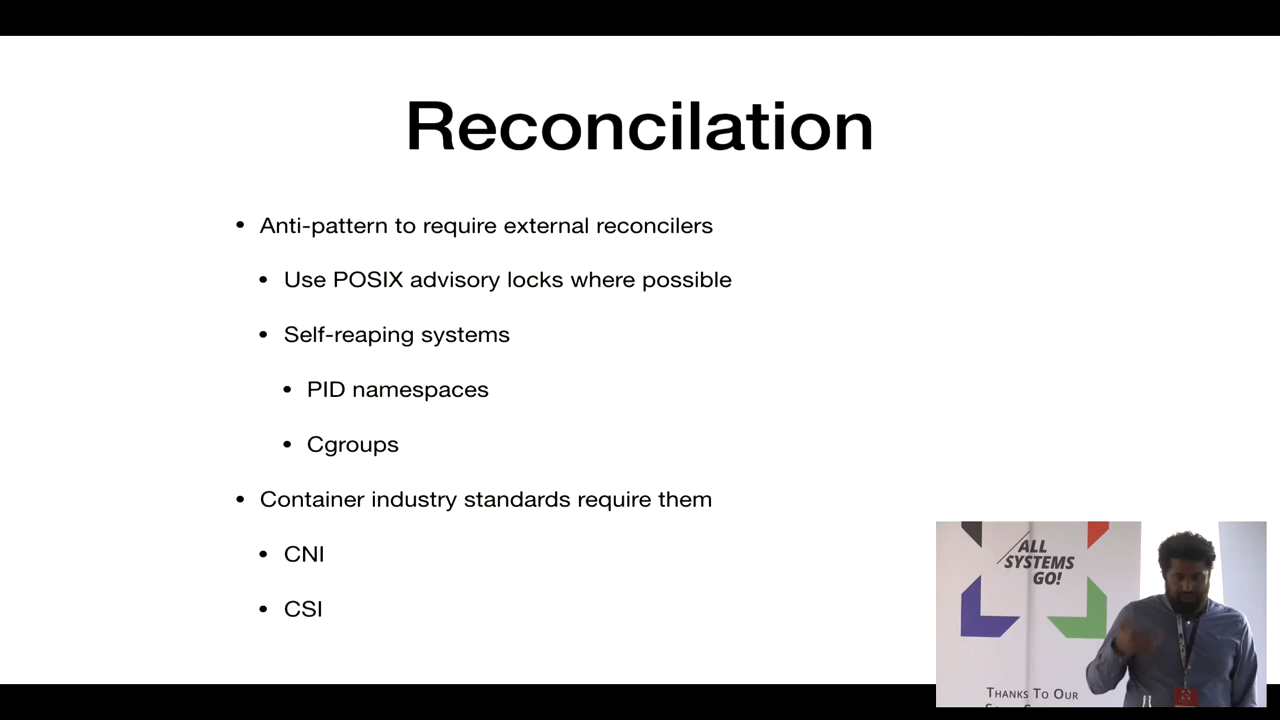 Reconcilation
• Anti-pattern to require external reconcilers
• Use POSIX advisory locks where possible
• Self-reaping systems
• PID namespaces
• Cgroups
• Container industry standards require them
• CNI
• CSI
ALL
SYSTEMS
GO!
THANKS TO OUR